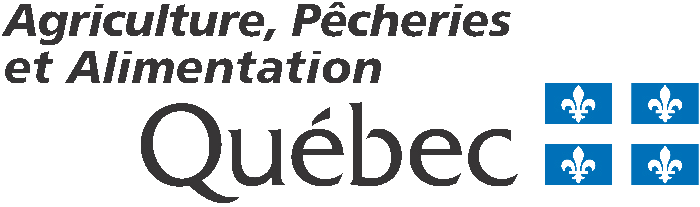 Agriculture, Pêcheries
et Alimentation
Québec